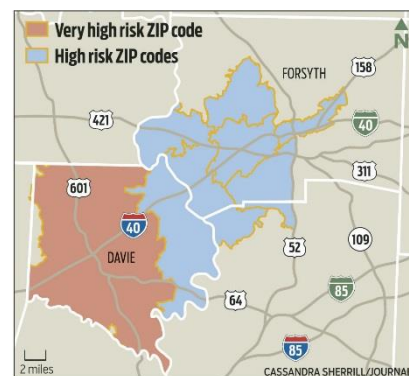 Very high risk ZIP code
High risk ZIP codes
N
FORSYTH
158
421
40
311
601
40
DAVIE
52
109
64
85
85
2 miles
CASSANDRA SHERRILL/JOURNAL